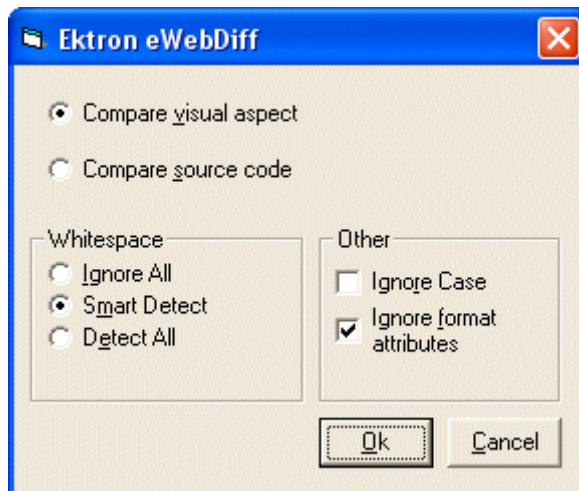 Ektron eWebDiff
Compare visual aspect
Compare source code
Whitespace
Ignore All
Smart Detect
Detect All
Other
Ignore Case
Ignore format
attributes
Ok
Cancel